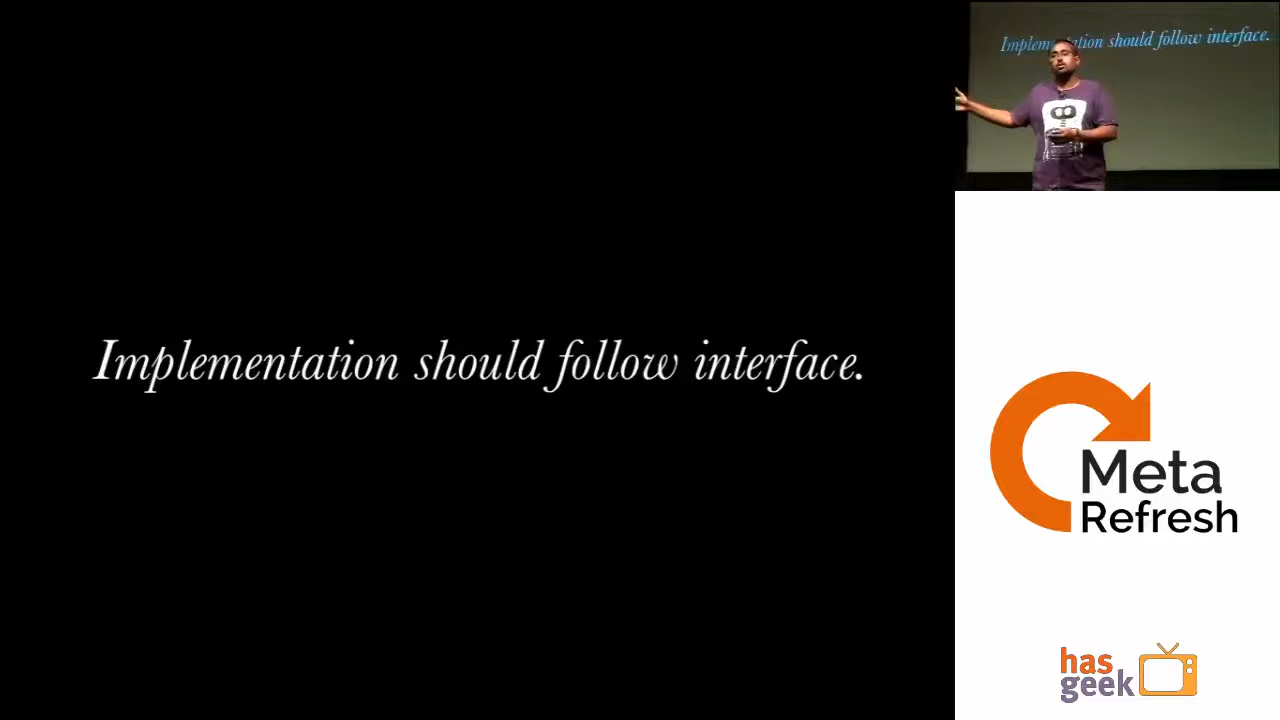 Implementation should follow interface.
Implementation should follow interface.
Meta
Refresh
has
geek